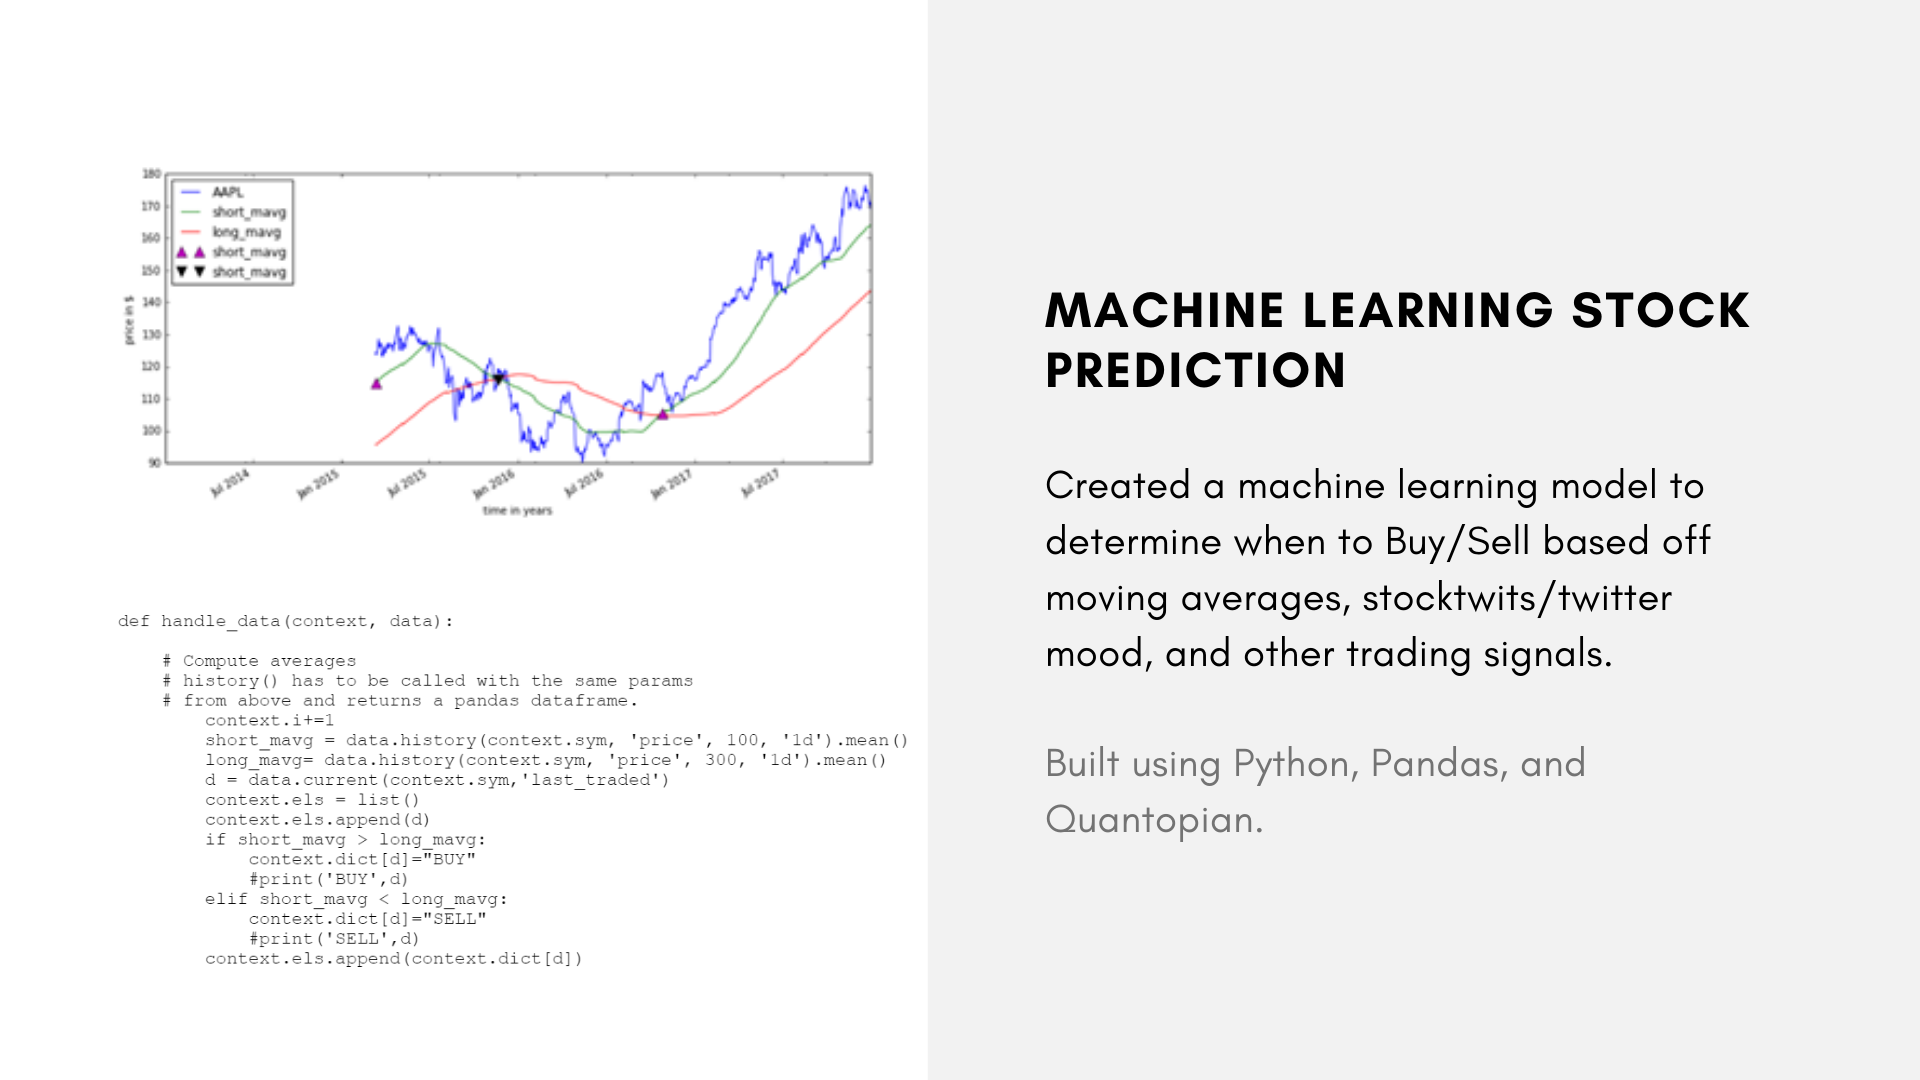 180
170
160
150
140
130
120
110
100
90
price in $
AAPL
short_mavg
long_mavg
short_mavg
short_mavg
Jul 2014
Jan 2015
Jul 2015
Jan 2016
Jul 2016
Jan 2017
Jul 2017
time in years
def handle_data(context, data):
    # Compute averages
    # history() has to be called with the same params
    # from above and returns a pandas dataframe.
        context.i+=1
        short_mavg = data.history(context.sym, 'price', 100, '1d').mean()
        long_mavg= data.history(context.sym, 'price', 300, '1d').mean()
        d = data.current(context.sym,'last_traded')
        context.els = list()
        context.els.append(d)
        if short_mavg > long_mavg:
            context.dict[d]="BUY"
            #print('BUY',d)
        elif short_mavg < long_mavg:
            context.dict[d]="SELL"
            #print('SELL',d)
        context.els.append(context.dict[d])
MACHINE LEARNING STOCK
PREDICTION
Created a machine learning model to
determine when to Buy/Sell based off
moving averages, stocktwits/twitter
mood, and other trading signals.
Built using Python, Pandas, and
Quantopian.